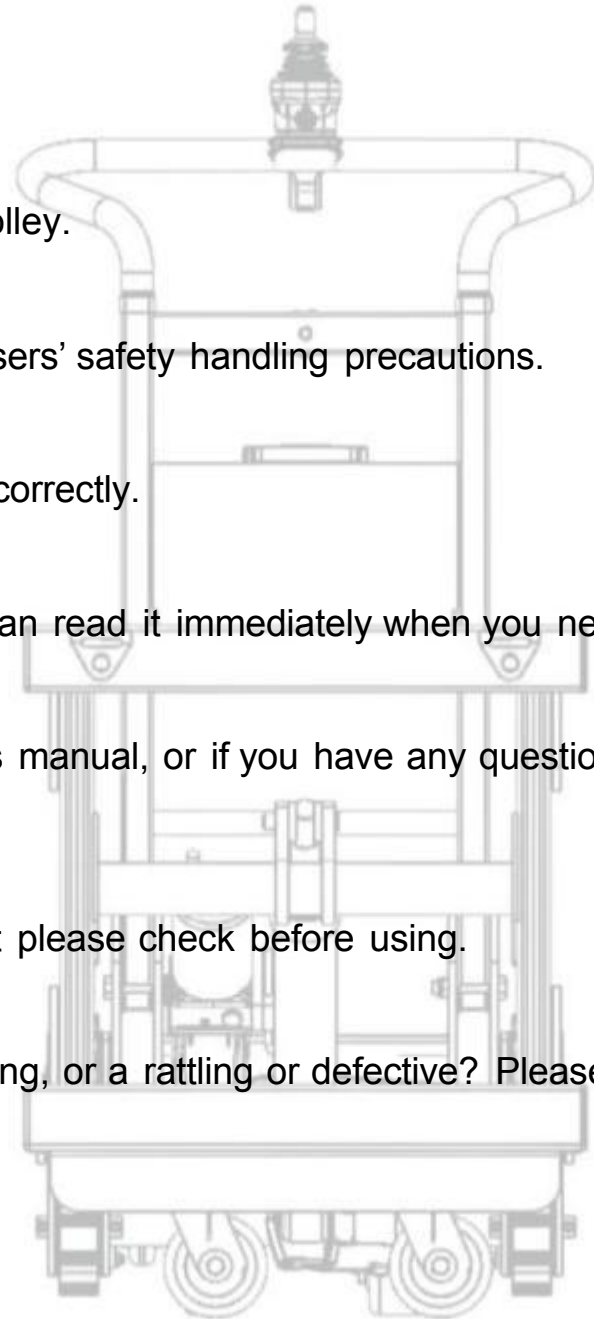 olley.
sers’ safety handling precautions.
correctly.
an read it immediately when you ne
s manual, or if you have any questio
t please check before using.
ng, or a rattling or defective? Please